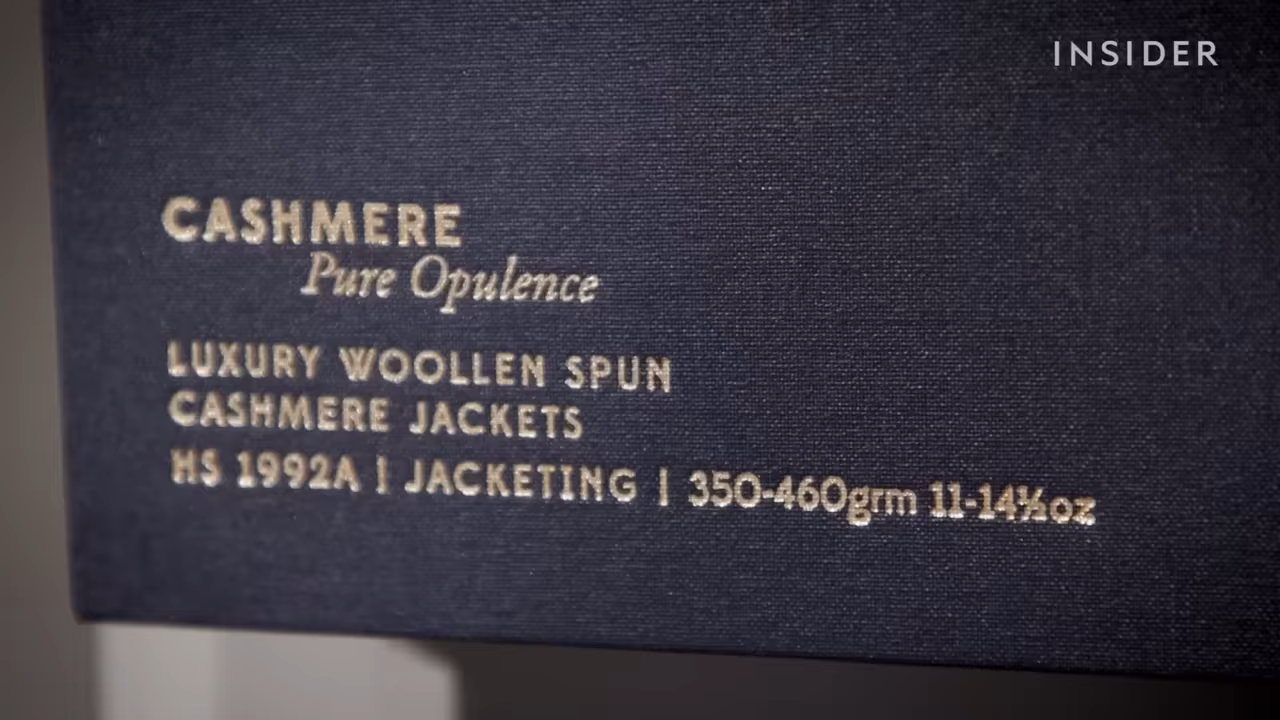 INSIDER
CASHMERE
Pure Opulence
LUXURY WOOLLEN SPUN
CASHMERE JACKETS
HS 1992A | JACKETING | 350-460grm 11-14½oz